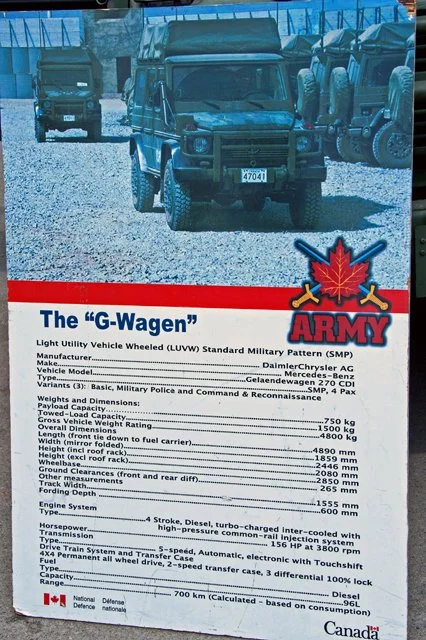 47041
ARMY
The "G-Wagen"
Light Utility Vehicle Wheeled (LUVW) Standard Military Pattern (SMP)
Manufacturer..........DaimlerChrysler AG
Make..........Mercedes-Benz
Vehicle Model..........Gelaendewagen 270 CDI
Type..........SMP, 4 Pax
Variants (3): Basic, Military Police and Command & Reconnaissance
Weights and Dimensions:
Payload Capacity..........750 kg
Towed-Load Capacity..........1500 kg
Gross Vehicle Weight Rating..........4800 kg
Overall Dimensions
Length (front tie down to fuel carrier)..........4890 mm
Width (mirror folded)..........1859 mm
Height (incl roof rack)..........2446 mm
Height (excl roof rack)..........2080 mm
Wheelbase..........2850 mm
Ground Clearances (front and rear diff)..........265 mm
Other measurements
Track Width..........1555 mm
Fording Depth..........600 mm
Engine System
Type..........4 Stroke, Diesel, turbo-charged inter-cooled with
high-pressure common-rail injection system
Horsepower..........156 HP at 3800 rpm
Transmission
Type..........5-speed, Automatic, electronic with Touchshift
Drive Train System and Transfer Case
4X4 Permanent all wheel drive, 2-speed transfer case, 3 differential 100% lock
Fuel
Type..........Diesel
Capacity..........96L
Range..........700 km (Calculated - based on consumption)
National Défense
Defence nationale
Canada